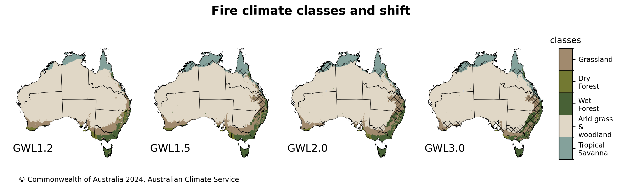 Fire climate classes and shift
classes
Grassland
Dry
Forest
Wet
Forest
Arid grass
&
woodland
Tropical
Savanna
GWL1.2
GWL1.5
GWL2.0
GWL3.0
© Commonwealth of Australia 2024, Australian Climate Service